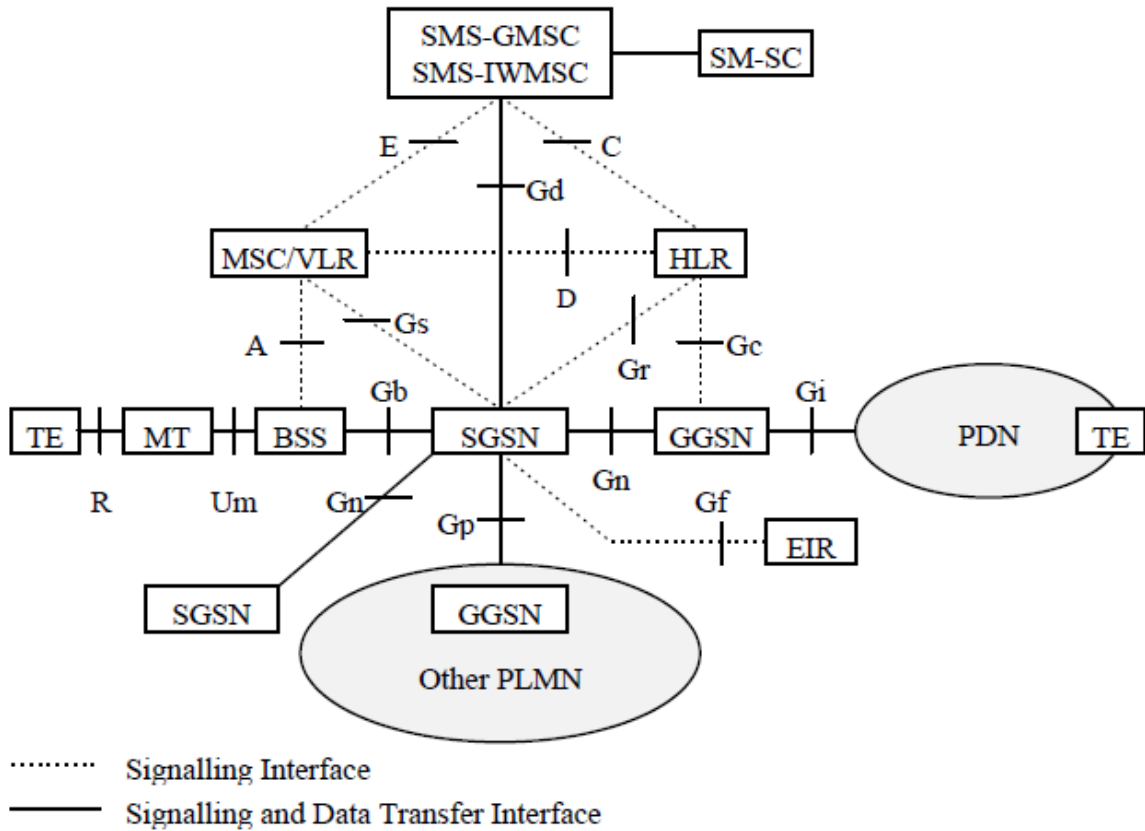 SMS-GMSC
SMS-IWMSC
SM-SC
E
C
Gd
MSC/VLR
HLR
D
A
Gs
Gr
Gc
Gb
Gi
TE
MT
BSS
SGSN
GGSN
PDN
TE
R
Um
Gn
Gn
Gf
Gp
EIR
SGSN
GGSN
Other PLMN
Signalling Interface
Signalling and Data Transfer Interface